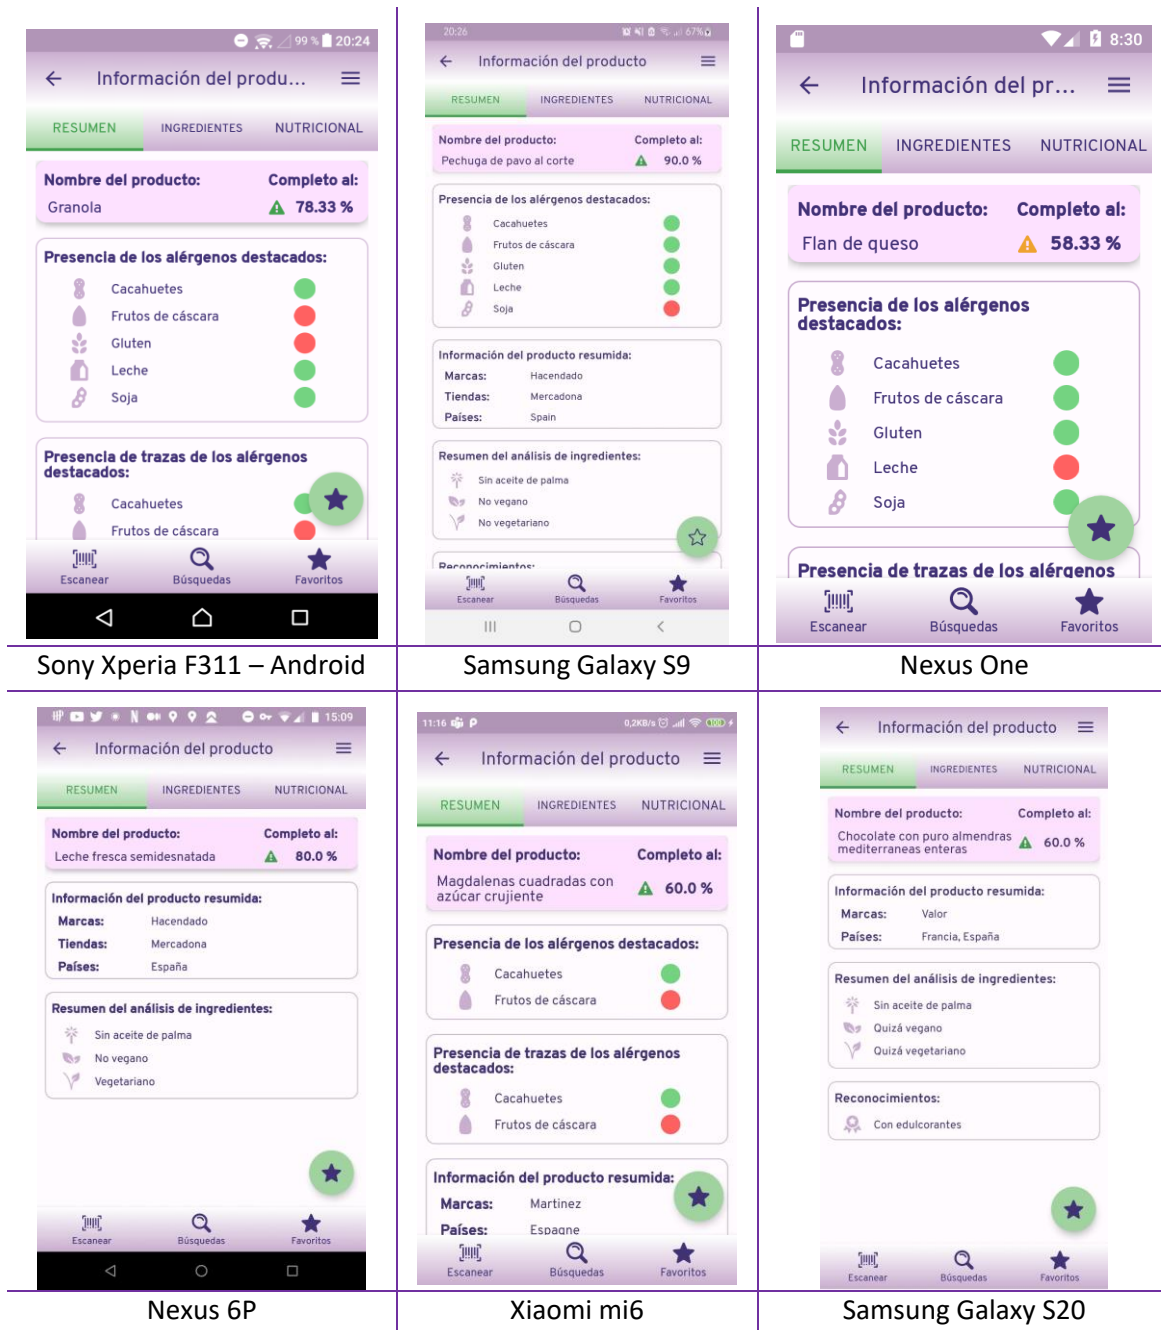 99 % 20:24
Información del produ...
RESUMEN INGREDIENTES NUTRICIONAL
Nombre del producto: Completo al:
Granola 78.33 %
Presencia de los alérgenos destacados:
Cacahuetes
Frutos de cáscara
Gluten
Leche
Soja
Presencia de trazas de los alérgenos
destacados:
Cacahuetes
Frutos de cáscara
Escanear Búsquedas Favoritos
Sony Xperia F311 – Android
20:26 67%
Información del producto
RESUMEN INGREDIENTES NUTRICIONAL
Nombre del producto: Completo al:
Pechuga de pavo al corte 90.0 %
Presencia de los alérgenos destacados:
Cacahuetes
Frutos de cáscara
Gluten
Leche
Soja
Información del producto resumida:
Marcas: Hacendado
Tiendas: Mercadona
Países: Spain
Resumen del análisis de ingredientes:
Sin aceite de palma
No vegano
No vegetariano
Reconocimientos:
Escanear Búsquedas Favoritos
Samsung Galaxy S9
8:30
Información del pr...
RESUMEN INGREDIENTES NUTRICIONAL
Nombre del producto: Completo al:
Flan de queso 58.33 %
Presencia de los alérgenos
destacados:
Cacahuetes
Frutos de cáscara
Gluten
Leche
Soja
Presencia de trazas de los alérgenos
Escanear Búsquedas Favoritos
Nexus One
15:09
Información del producto
RESUMEN INGREDIENTES NUTRICIONAL
Nombre del producto: Completo al:
Leche fresca semidesnatada 80.0 %
Información del producto resumida:
Marcas: Hacendado
Tiendas: Mercadona
Países: España
Resumen del análisis de ingredientes:
Sin aceite de palma
No vegano
Vegetariano
Escanear Búsquedas Favoritos
Nexus 6P
11:16 0,2KB/s
Información del producto
RESUMEN INGREDIENTES NUTRICIONAL
Nombre del producto: Completo al:
Magdalenas cuadradas con
azúcar crujiente 60.0 %
Presencia de los alérgenos destacados:
Cacahuetes
Frutos de cáscara
Presencia de trazas de los alérgenos
destacados:
Cacahuetes
Frutos de cáscara
Información del producto resumida:
Marcas: Martinez
Países: Espagne
Escanear Búsquedas Favoritos
Xiaomi mi6
Información del producto
RESUMEN INGREDIENTES NUTRICIONAL
Nombre del producto: Completo al:
Chocolate con puro almendras
mediterraneas enteras 60.0 %
Información del producto resumida:
Marcas: Valor
Países: Francia, España
Resumen del análisis de ingredientes:
Sin aceite de palma
Quizá vegano
Quizá vegetariano
Reconocimientos:
Con edulcorantes
Escanear Búsquedas Favoritos
Samsung Galaxy S20